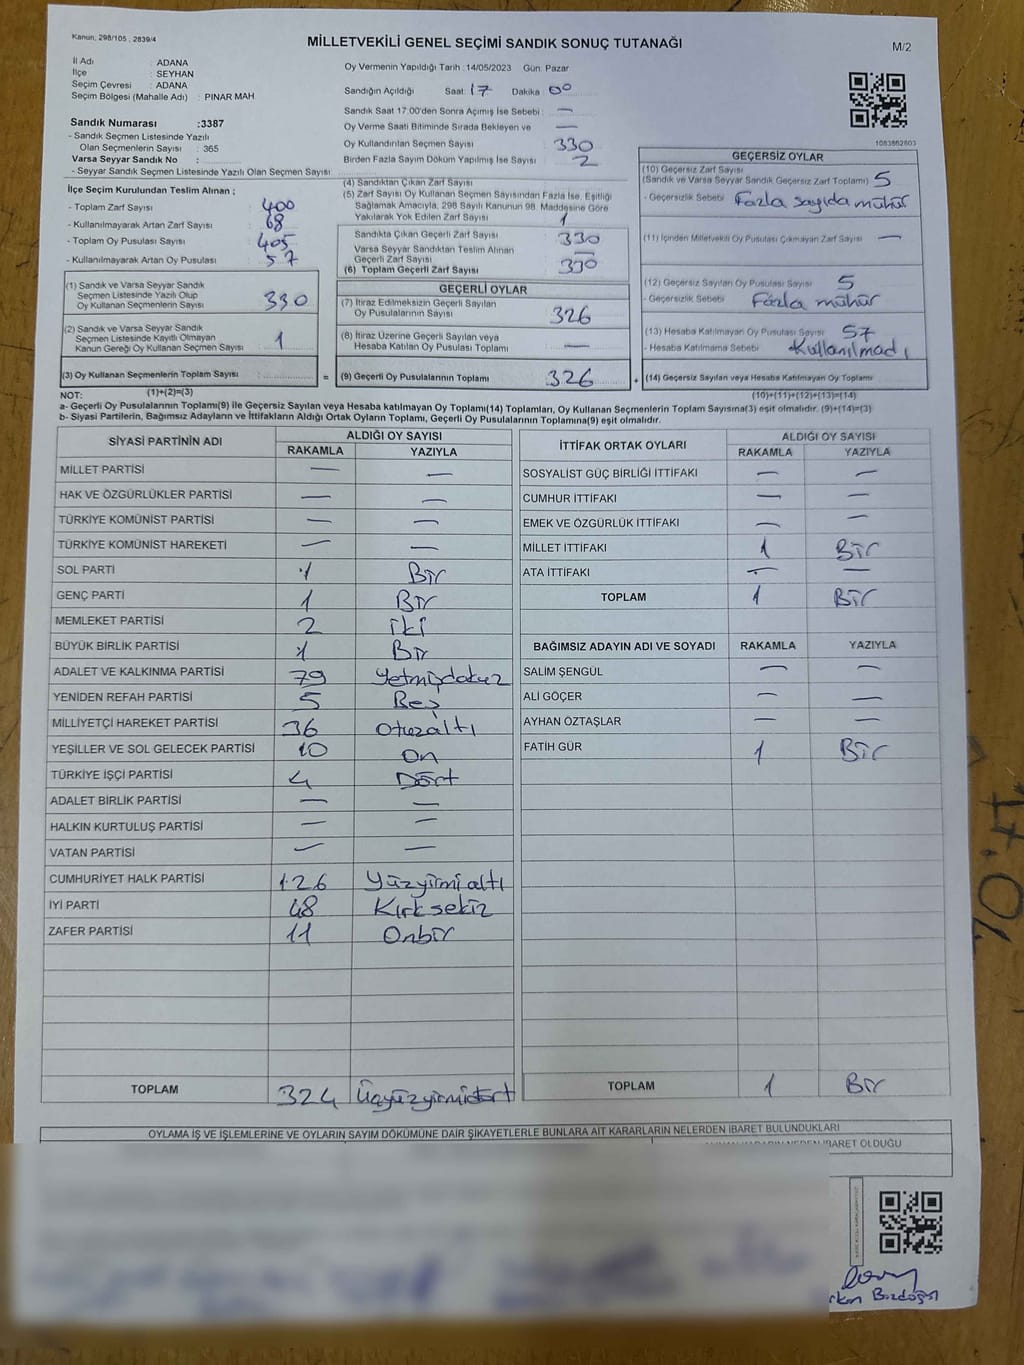 Kanun: 298/105 , 2839/4
MİLLETVEKİLİ GENEL SEÇİMİ SANDIK SONUÇ TUTANAĞI
M/2
İl Adı : ADANA
İlçe : SEYHAN
Seçim Çevresi : ADANA
Seçim Bölgesi (Mahalle Adı) : PINAR MAH.
Sandık Numarası :3387
- Sandık Seçmen Listesinde Yazılı
Olan Seçmenlerin Sayısı : 365
Varsa Seyyar Sandık No :
- Seyyar Sandık Seçmen Listesinde Yazılı Olan Seçmen Sayısı:
Oy Vermenin Yapıldığı Tarih : 14/05/2023 Gün: Pazar
Sandığın Açıldığı Saat: 17 Dakika 00
Sandık Saat 17:00'den Sonra Açımış İse Sebebi : —
Oy Verme Saati Bitiminde Sırada Bekleyen ve —
Oy Kullandırılan Seçmen Sayısı 330
Birden Fazla Sayım Döküm Yapılmış İse Sayısı 2
1083862803
İlçe Seçim Kurulundan Teslim Alınan ;
- Toplam Zarf Sayısı 400
- Kullanılmayarak Artan Zarf Sayısı 68
- Toplam Oy Pusulası Sayısı 405
- Kullanılmayarak Artan Oy Pusulası 57
(4) Sandıktan Çıkan Zarf Sayısı
(5) Zarf Sayısı Oy Kullanan Seçmen Sayısından Fazla İse, Eşitliği
Sağlamak Amacıyla, 298 Sayılı Kanunun 98. Maddesine Göre
Yakılarak Yok Edilen Zarf Sayısı 1
Sandıkta Çıkan Geçerli Zarf Sayısı 330
Varsa Seyyar Sandıktan Teslim Alınan
Geçerli Zarf Sayısı —
(6) Toplam Geçerli Zarf Sayısı 330
GEÇERSİZ OYLAR
(10) Geçersiz Zarf Sayısı
(Sandık ve Varsa Seyyar Sandık Geçersiz Zarf Toplamı) 5
- Geçersizlik Sebebi Fazla sayıda mühür
(11) İçinden Milletvekili Oy Pusulası Çıkmayan Zarf Sayısı —
(12) Geçersiz Sayılan Oy Pusulası Sayısı 5
- Geçersizlik Sebebi Fazla mühür
(13) Hesaba Katılmayan Oy Pusulası Sayısı 57
- Hesaba Katılmama Sebebi Kullanılmadı
(14) Geçersiz Sayılan veya Hesaba Katılmayan Oy Toplamı
(10)+(11)+(12)+(13)=(14)
(1) Sandık ve Varsa Seyyar Sandık
Seçmen Listesinde Yazılı Olup
Oy Kullanan Seçmenlerin Sayısı 330
(2) Sandık ve Varsa Seyyar Sandık
Seçmen Listesinde Kayıtlı Olmayan
Kanun Gereği Oy Kullanan Seçmen Sayısı 1
(3) Oy Kullanan Seçmenlerin Toplam Sayısı :
(1)+(2)=(3)
GEÇERLİ OYLAR
(7) İtiraz Edilmeksizin Geçerli Sayılan
Oy Pusulalarının Sayısı 326
(8) İtiraz Üzerine Geçerli Sayılan veya
Hesaba Katılan Oy Pusulası Toplamı —
= (9) Geçerli Oy Pusulalarının Toplamı 326 +
NOT:
a- Geçerli Oy Pusulalarının Toplamı(9) ile Geçersiz Sayılan veya Hesaba katılmayan Oy Toplamı(14) Toplamları, Oy Kullanan Seçmenlerin Toplam Sayısına(3) eşit olmalıdır. (9)+(14)=(3)
b- Siyasi Partilerin, Bağımsız Adayların ve İttifakların Aldığı Ortak Oyların Toplamı, Geçerli Oy Pusulalarının Toplamına(9) eşit olmalıdır.
SİYASİ PARTİNİN ADI ALDIĞI OY SAYISI
RAKAMLA YAZIYLA
MİLLET PARTİSİ — —
HAK VE ÖZGÜRLÜKLER PARTİSİ — —
TÜRKİYE KOMÜNİST PARTİSİ — —
TÜRKİYE KOMÜNİST HAREKETİ — —
SOL PARTİ 1 Bir
GENÇ PARTİ 1 Bir
MEMLEKET PARTİSİ 2 iki
BÜYÜK BİRLİK PARTİSİ 1 Bir
ADALET VE KALKINMA PARTİSİ 79 Yetmişdokuz
YENİDEN REFAH PARTİSİ 5 Beş
MİLLİYETÇİ HAREKET PARTİSİ 36 Otuzaltı
YEŞİLLER VE SOL GELECEK PARTİSİ 10 On
TÜRKİYE İŞÇİ PARTİSİ 4 Dört
ADALET BİRLİK PARTİSİ — —
HALKIN KURTULUŞ PARTİSİ — —
VATAN PARTİSİ — —
CUMHURİYET HALK PARTİSİ 126 Yüzyirmialtı
İYİ PARTİ 48 Kırksekiz
ZAFER PARTİSİ 11 Onbir
TOPLAM 324 Üçyüzyirmidört
İTTİFAK ORTAK OYLARI ALDIĞI OY SAYISI
RAKAMLA YAZIYLA
SOSYALİST GÜÇ BİRLİĞİ İTTİFAKI — —
CUMHUR İTTİFAKI — —
EMEK VE ÖZGÜRLÜK İTTİFAKI — —
MİLLET İTTİFAKI 1 Bir
ATA İTTİFAKI — —
TOPLAM 1 Bir
BAĞIMSIZ ADAYIN ADI VE SOYADI RAKAMLA YAZIYLA
SALİM ŞENGÜL — —
ALİ GÖÇER — —
AYHAN ÖZTAŞLAR — —
FATİH GÜR 1 Bir
TOPLAM 1 Bir
OYLAMA İŞ VE İŞLEMLERİNE VE OYLARIN SAYIM DÖKÜMÜNE DAİR ŞİKAYETLERLE BUNLARA AİT KARARLARIN NELERDEN İBARET BULUNDUKLARI
NEDEN İBARET OLDUĞU